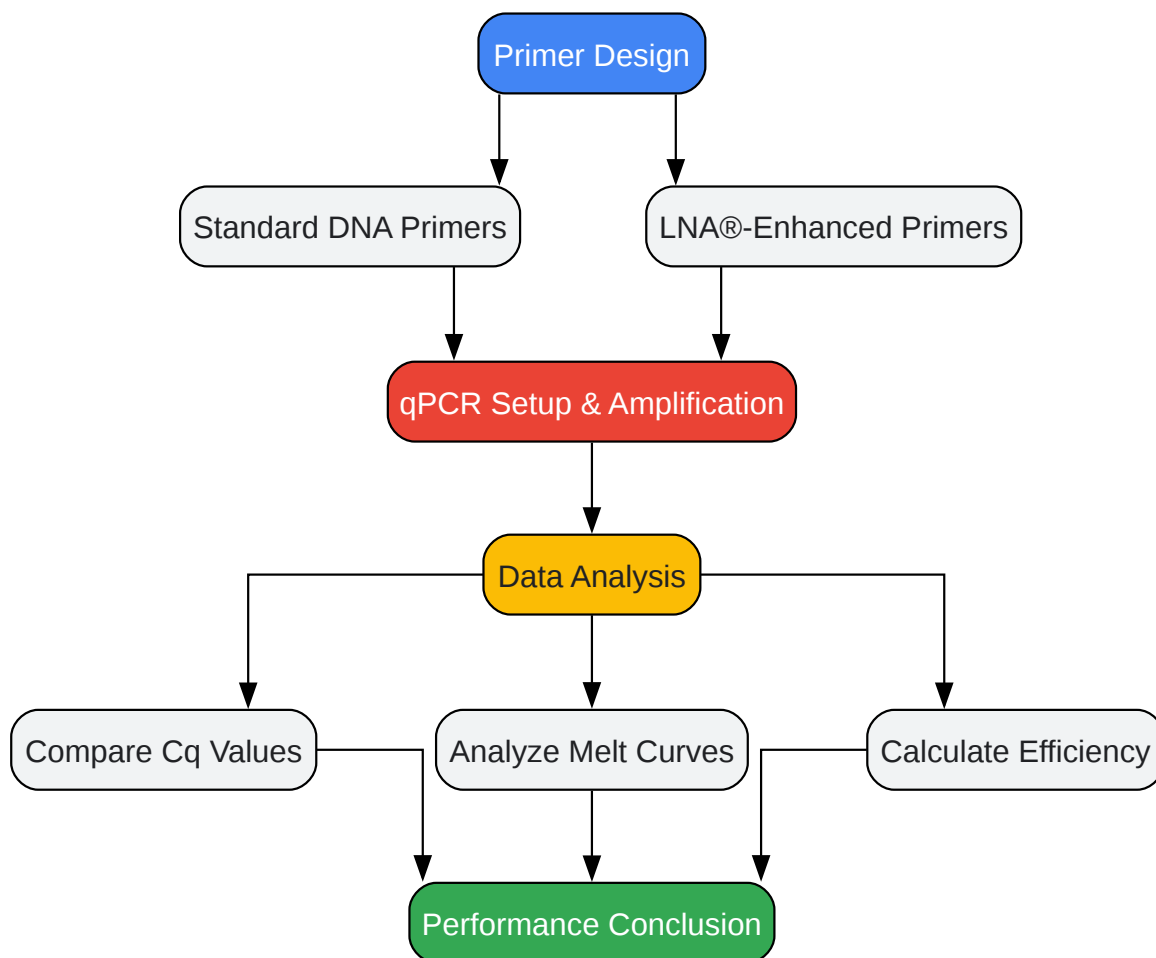 Primer Design
Standard DNA Primers
LNA®-Enhanced Primers
qPCR Setup & Amplification
Data Analysis
Compare Cq Values
Analyze Melt Curves
Calculate Efficiency
Performance Conclusion